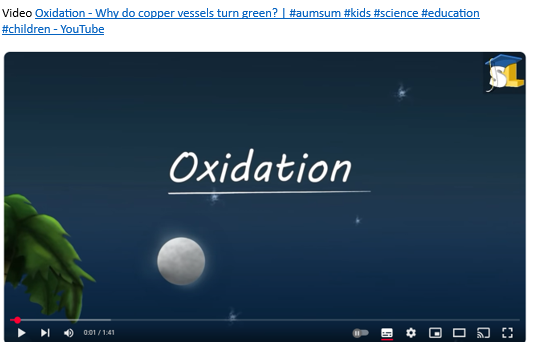 Video Oxidation - Why do copper vessels turn green? | #aumsum #kids #science #education
#children - YouTube
SL
Oxidation
0:01 / 1:41